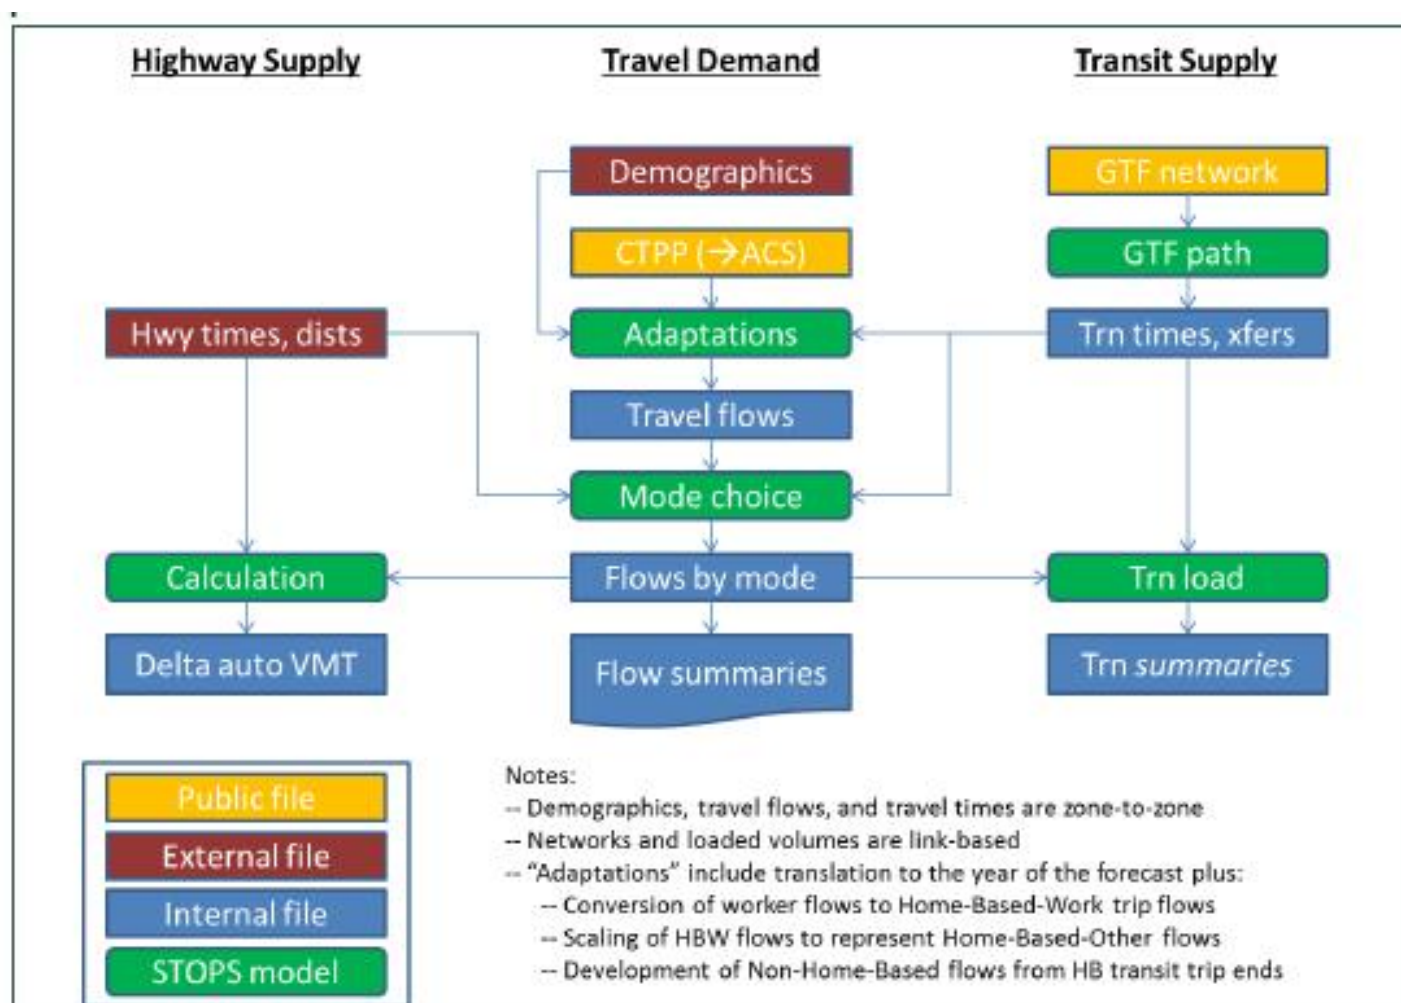 Highway Supply
Travel Demand
Transit Supply
Demographics
GTF network
CTPP (→ACS)
GTF path
Hwy times, dists
Adaptations
Trn times, xfers
Travel flows
Mode choice
Calculation
Flows by mode
Trn load
Delta auto VMT
Flow summaries
Trn summaries
Public file
External file
Internal file
STOPS model
Notes:
-- Demographics, travel flows, and travel times are zone-to-zone
-- Networks and loaded volumes are link-based
-- “Adaptations” include translation to the year of the forecast plus:
-- Conversion of worker flows to Home-Based-Work trip flows
-- Scaling of HBW flows to represent Home-Based-Other flows
-- Development of Non-Home-Based flows from HB transit trip ends